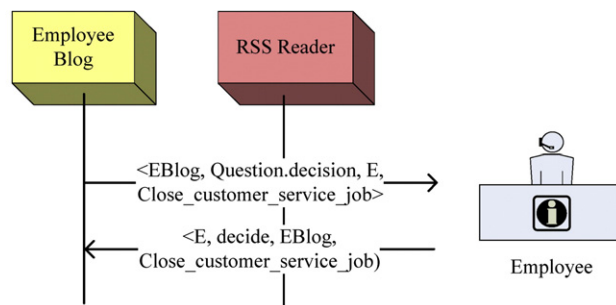 Employee
Blog
RSS Reader
<EBlog, Question.decision, E,
Close_customer_service_job>
<E, decide, EBlog,
Close_customer_service_job)
i
Employee